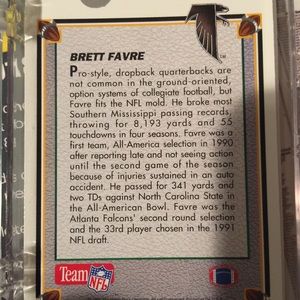 BRETT FAVRE
Pro-style, dropback quarterbacks are
not common in the ground-oriented,
option systems of collegiate football, but
Favre fits the NFL mold. He broke most
Southern Mississippi passing records,
throwing for 8,193 yards and 55
touchdowns in four seasons. Favre was a
first team, All-America selection in 1990
after reporting late and not seeing action
until the second game of the season
because of injuries sustained in an auto
accident. He passed for 341 yards and
two TDs against North Carolina State in
the All-American Bowl. Favre was the
Atlanta Falcons' second round selection
and the 33rd player chosen in the 1991
NFL draft.
Team NFL